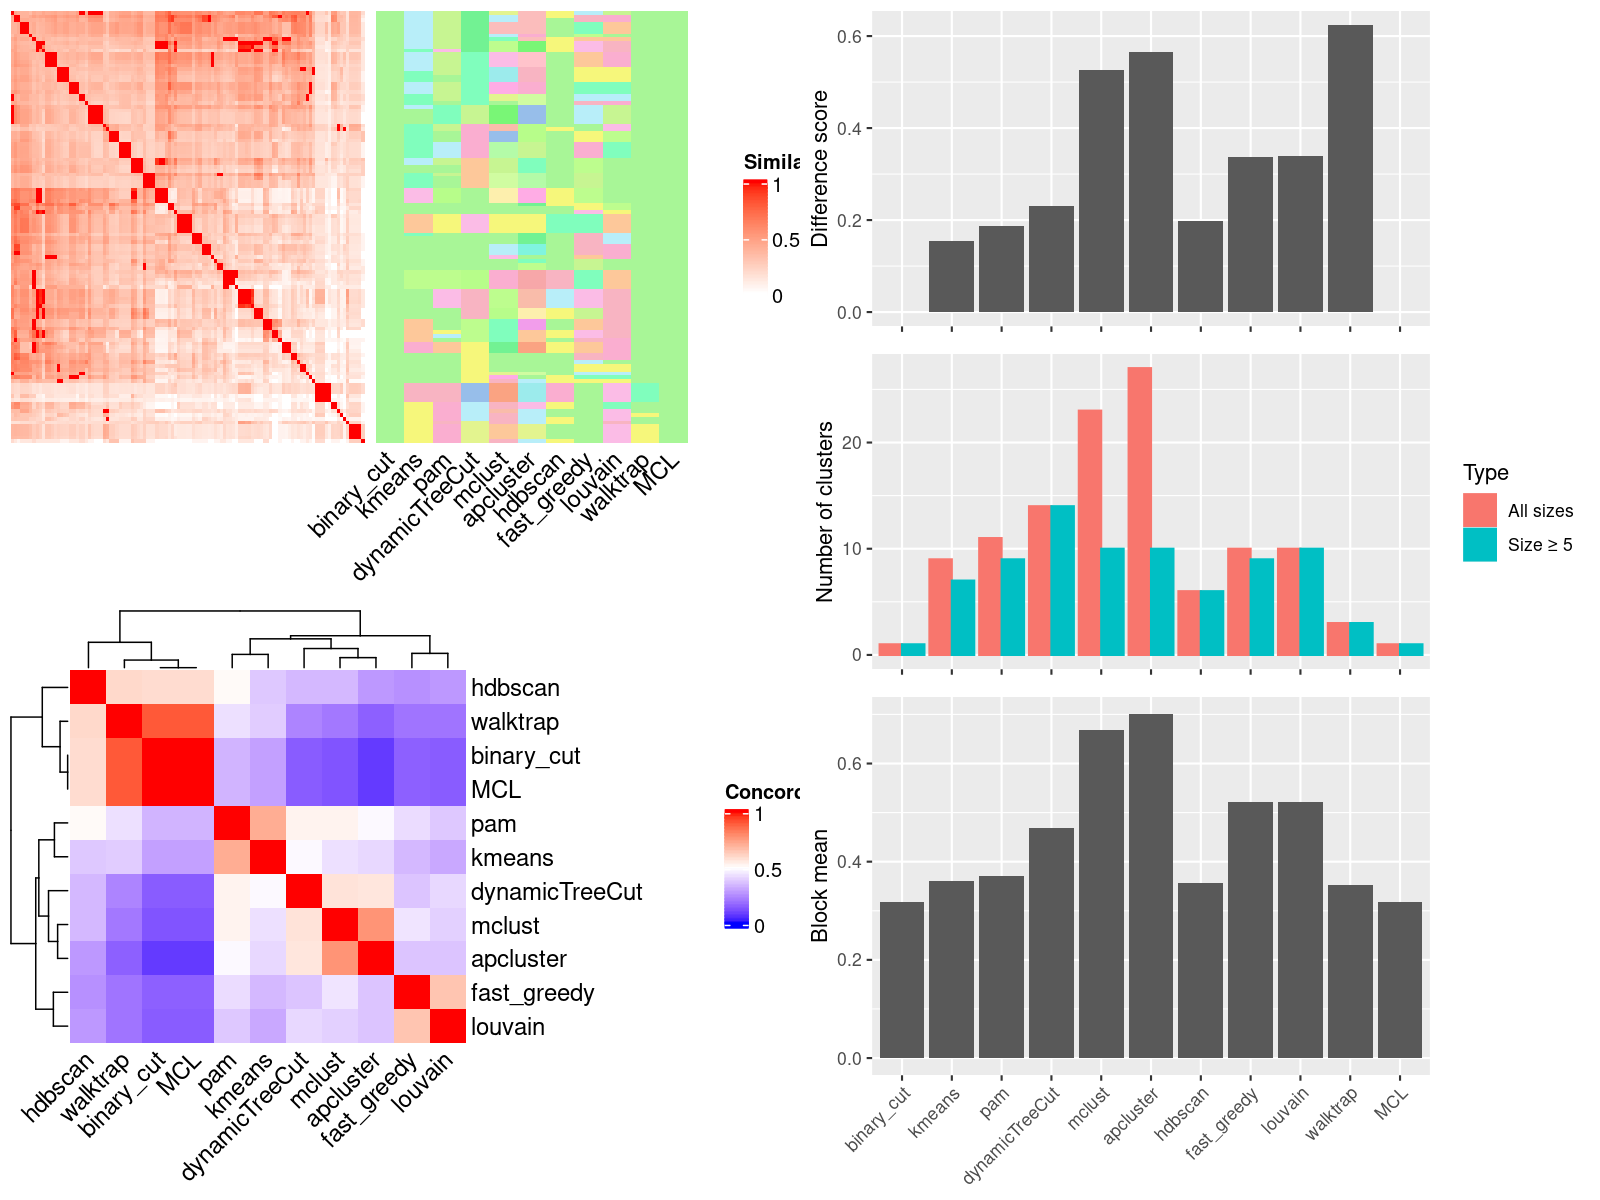 Simila
1
0.5
0
binary_cut
kmeans
pam
dynamicTreeCut
mclust
apcluster
hdbscan
fast_greedy
louvain
walktrap
MCL
hdbscan
walktrap
binary_cut
MCL
pam
kmeans
dynamicTreeCut
mclust
apcluster
fast_greedy
louvain
hdbscan
walktrap
binary_cut
MCL
pam
kmeans
dynamicTreeCut
mclust
apcluster
fast_greedy
louvain
Concord
1
0.5
0
Difference score
0.6
0.4
0.2
0.0
Number of clusters
20
10
0
Type
All sizes
Size ≥ 5
Block mean
0.6
0.4
0.2
0.0
binary_cut
kmeans
pam
dynamicTreeCut
mclust
apcluster
hdbscan
fast_greedy
louvain
walktrap
MCL